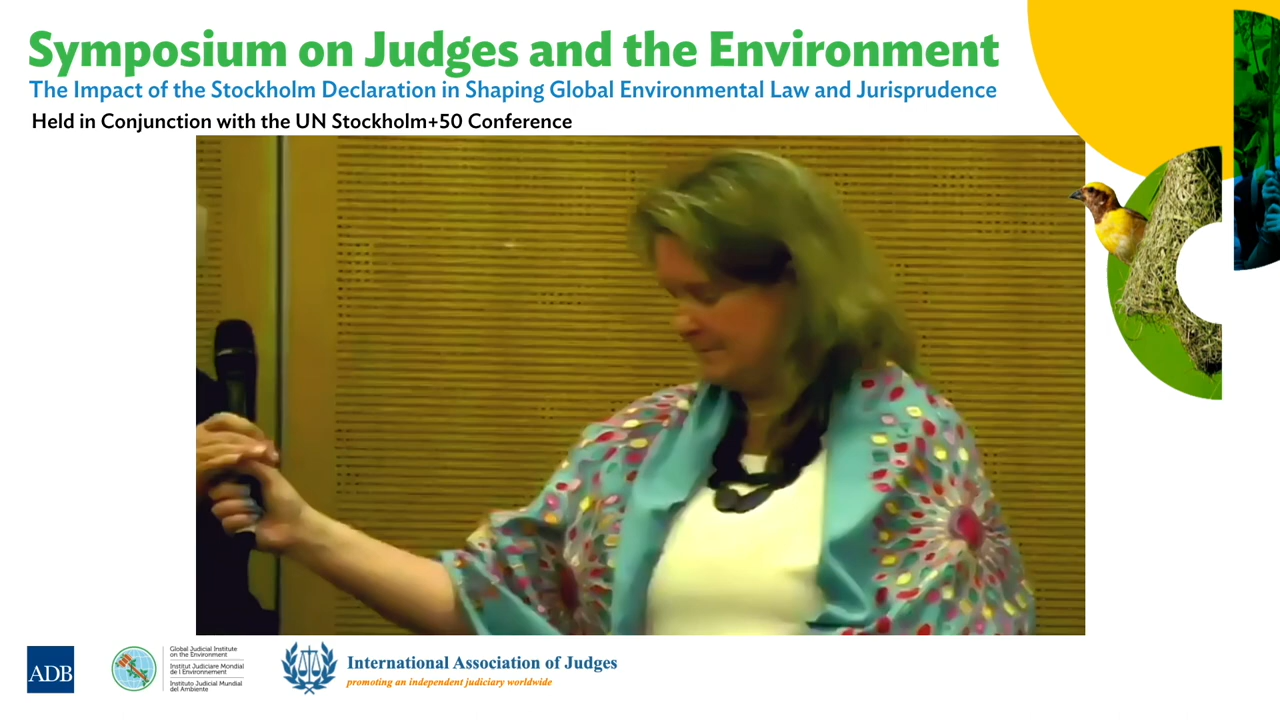 Symposium on Judges and the Environment
The Impact of the Stockholm Declaration in Shaping Global Environmental Law and Jurisprudence
Held in Conjunction with the UN Stockholm+50 Conference
ADB
Global Judicial Institute
on the Environment
Institut Judiciaire Mondial
de l Environnement
Instituto Judicial Mundial
del Ambiente
International Association of Judges
promoting an independent judiciary worldwide